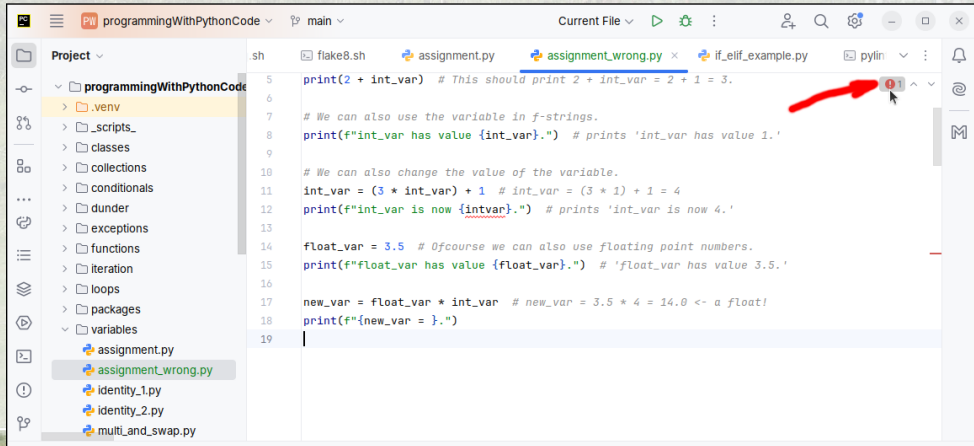 PC PW programmingWithPythonCode main Current File
Project
.sh flake8.sh assignment.py assignment_wrong.py if_elif_example.py pylin
programmingWithPythonCode
.venv
_scripts_
classes
collections
conditionals
dunder
exceptions
functions
iteration
loops
packages
variables
assignment.py
assignment_wrong.py
identity_1.py
identity_2.py
multi_and_swap.py
5 print(2 + int_var) # This should print 2 + int_var = 2 + 1 = 3.
1
6
7 # We can also use the variable in f-strings.
8 print(f"int_var has value {int_var}.") # prints 'int_var has value 1.'
9
10 # We can also change the value of the variable.
11 int_var = (3 * int_var) + 1 # int_var = (3 * 1) + 1 = 4
12 print(f"int_var is now {intvar}.") # prints 'int_var is now 4.'
13
14 float_var = 3.5 # Ofcourse we can also use floating point numbers.
15 print(f"float_var has value {float_var}.") # 'float_var has value 3.5.'
16
17 new_var = float_var * int_var # new_var = 3.5 * 4 = 14.0 <- a float!
18 print(f"{new_var = }.")
19